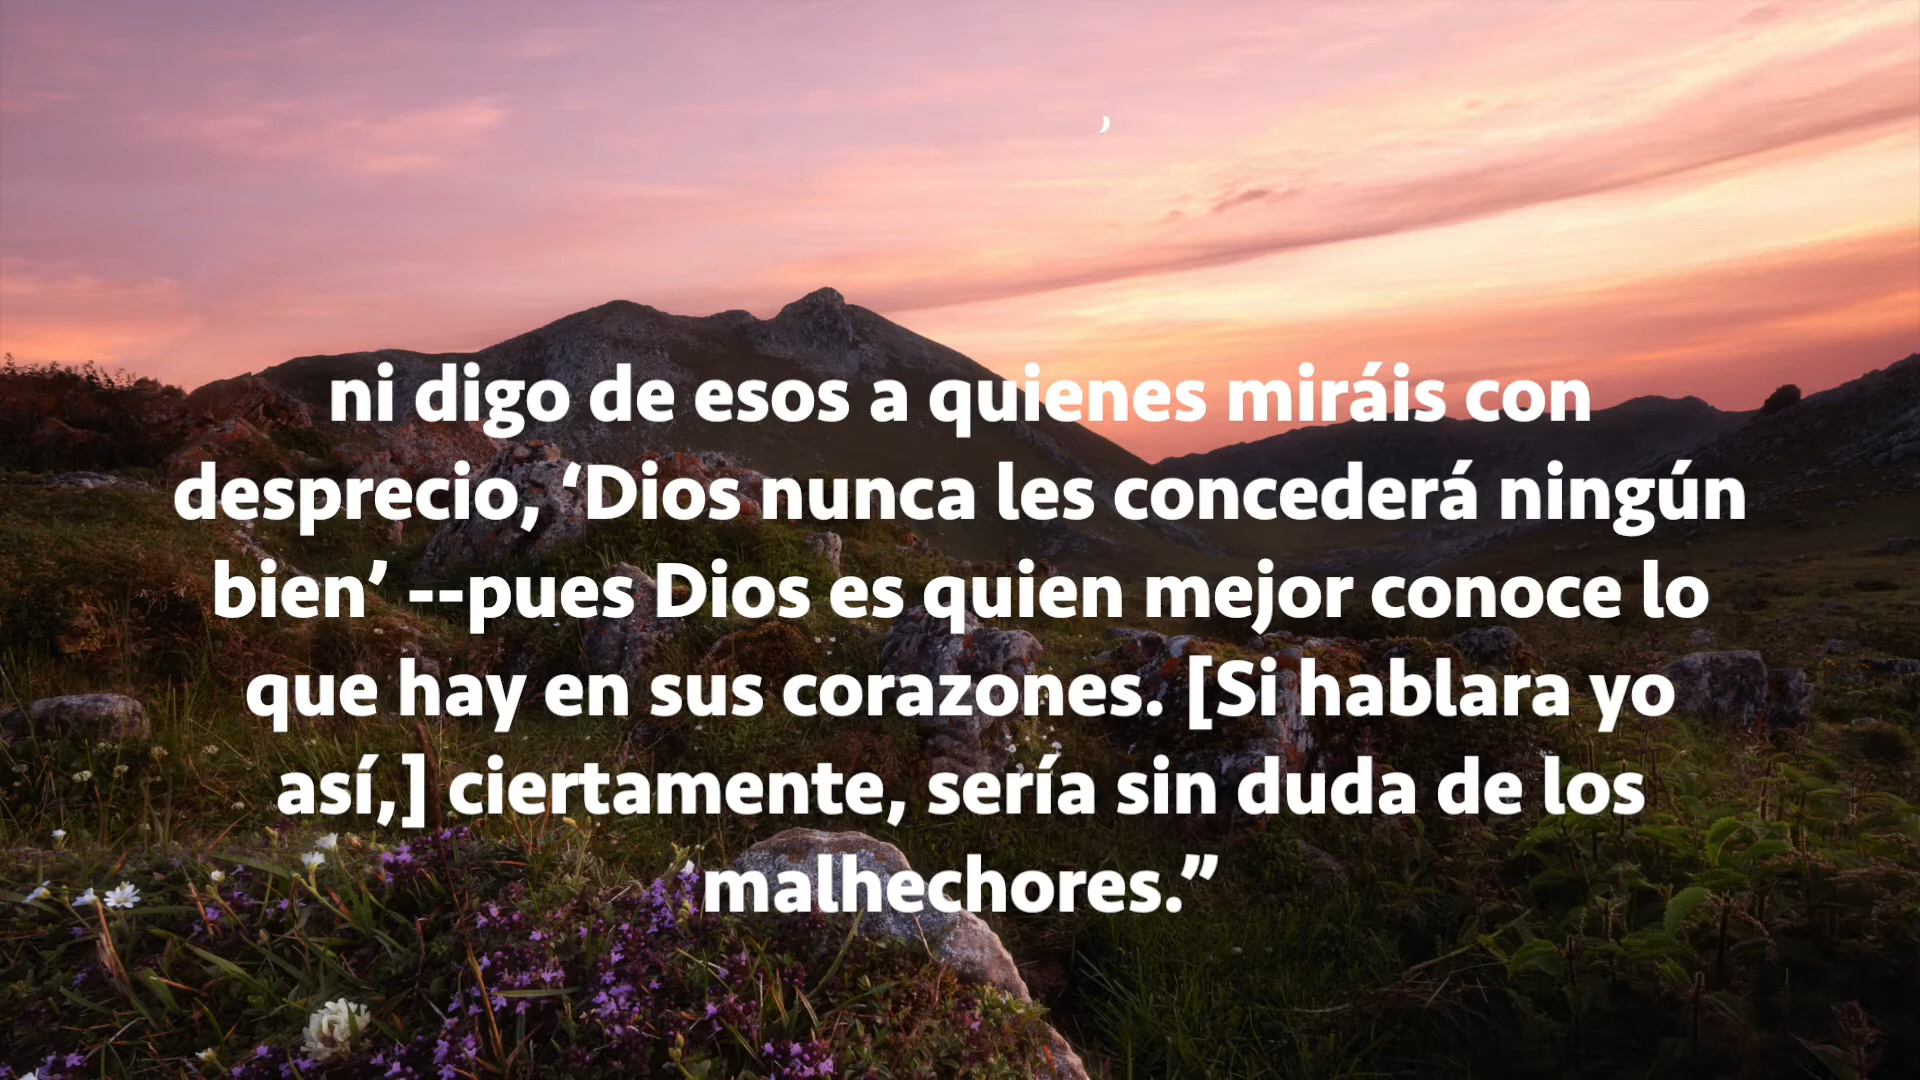 ni digo de esos a quienes miráis con
desprecio, ‘Dios nunca les concederá ningún
bien’ --pues Dios es quien mejor conoce lo
que hay en sus corazones. [Si hablara yo
así,] ciertamente, sería sin duda de los
malhechores.”